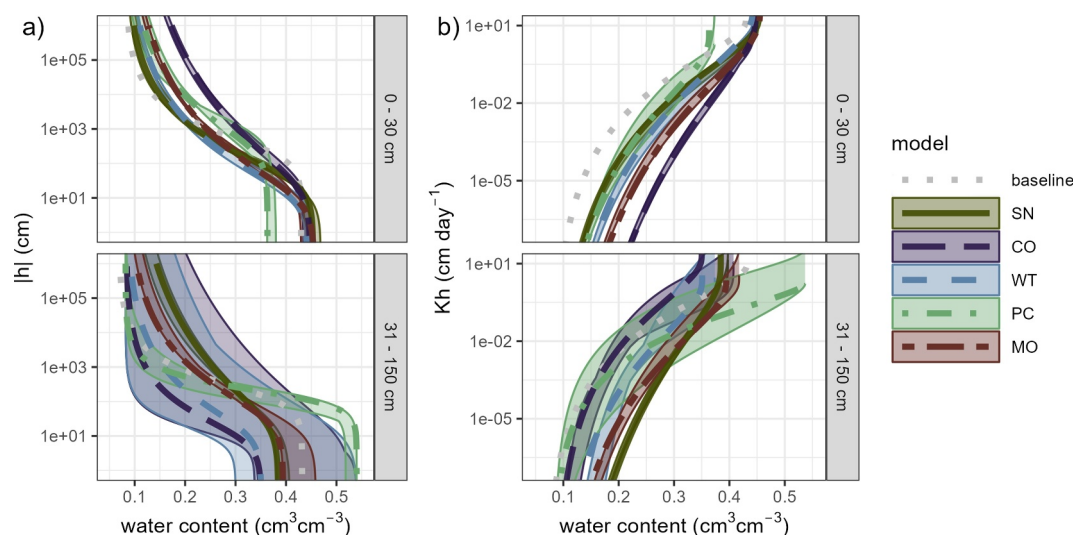 a)
b)
1e+05
1e+03
1e+01
0 - 30 cm
1e+05
1e+03
1e+01
31 - 150 cm
|h| (cm)
0.1 0.2 0.3 0.4 0.5
water content (cm³cm⁻³)
1e+01
1e-02
1e-05
0 - 30 cm
1e+01
1e-02
1e-05
31 - 150 cm
Kh (cm day⁻¹)
0.1 0.2 0.3 0.4 0.5
water content (cm³cm⁻³)
model
baseline
SN
CO
WT
PC
MO